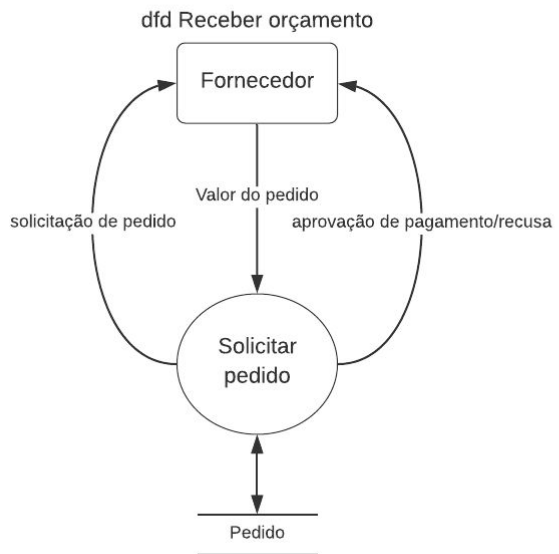 dfd Receber orçamento
Fornecedor
Valor do pedido
solicitação de pedido
aprovação de pagamento/recusa
Solicitar
pedido
Pedido